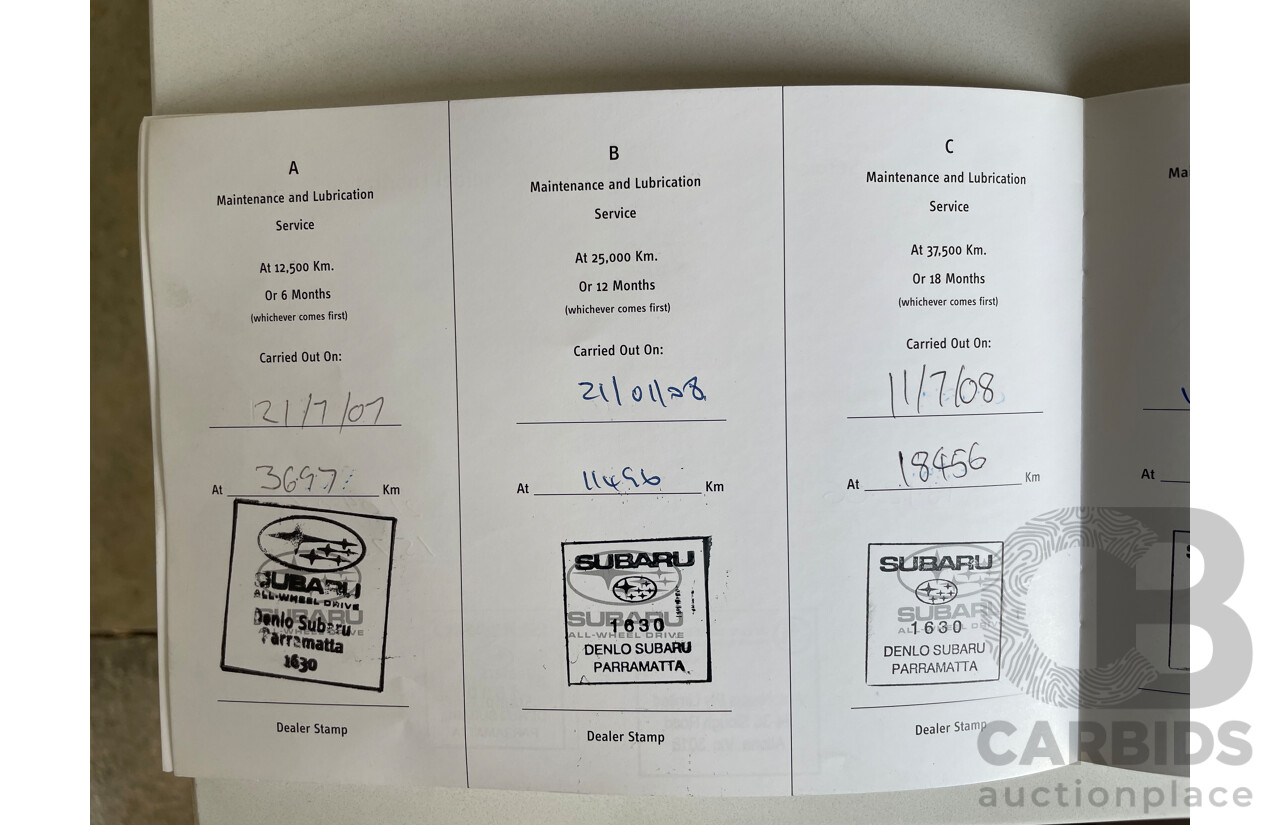 A
Maintenance and Lubrication
Service
At 12,500 Km.
Or 6 Months
(whichever comes first)
Carried Out On:
21/7/07
At 3697 Km
SUBARU
ALL-WHEEL DRIVE
Denlo Subaru
Parramatta
1630
Dealer Stamp
B
Maintenance and Lubrication
Service
At 25,000 Km.
Or 12 Months
(whichever comes first)
Carried Out On:
21/01/08
At 11496 Km
SUBARU
SUBARU
1630
ALL-WHEEL DRIVE
DENLO SUBARU
PARRAMATTA
Dealer Stamp
C
Maintenance and Lubrication
Service
At 37,500 Km.
Or 18 Months
(whichever comes first)
Carried Out On:
11/7/08
At 18456 Km
SUBARU
SUBARU
1630
DENLO SUBARU
PARRAMATTA
Dealer Stamp
Ma
At
CB
CARBIDS
auctionplace